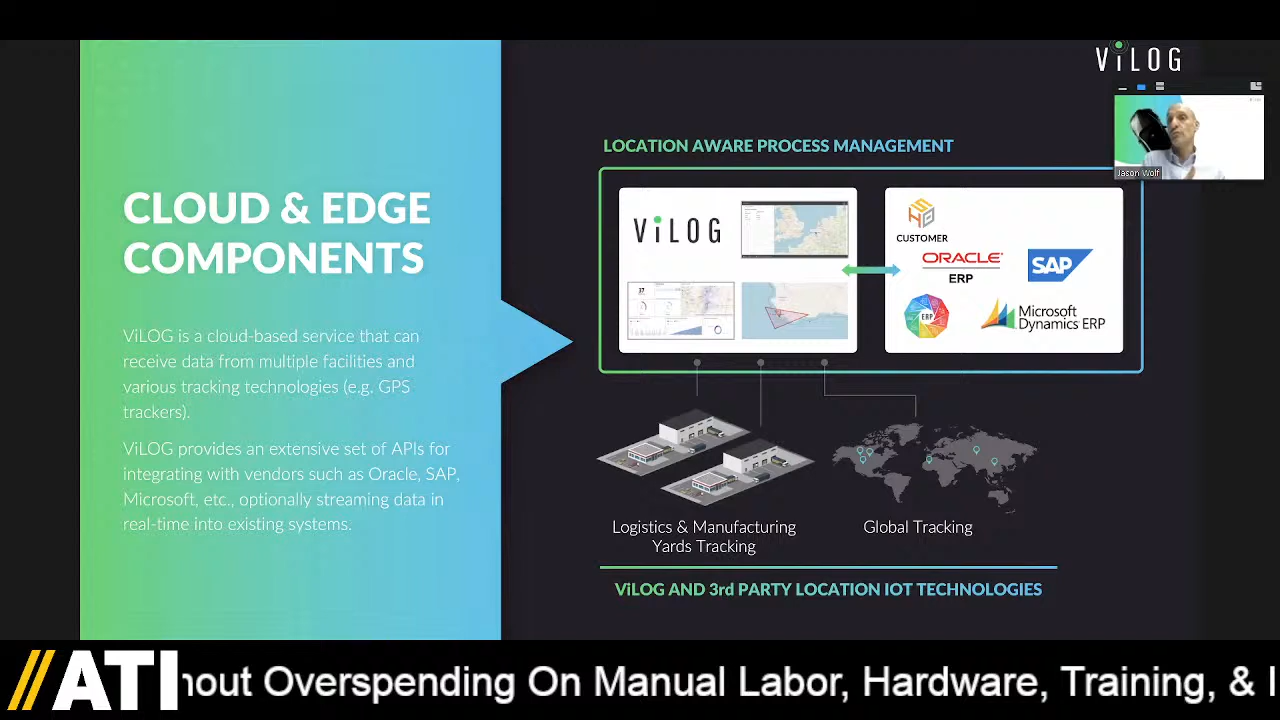 ViLOG
Jason Wolf
LOCATION AWARE PROCESS MANAGEMENT
CLOUD & EDGE
COMPONENTS
ViLOG is a cloud-based service that can
receive data from multiple facilities and
various tracking technologies (e.g. GPS
trackers).
ViLOG provides an extensive set of APIs for
integrating with vendors such as Oracle, SAP,
Microsoft, etc., optionally streaming data in
real-time into existing systems.
ViLOG
37
CUSTOMER
ORACLE®
ERP
SAP
ERP
Microsoft
Dynamics ERP
Logistics & Manufacturing
Yards Tracking
Global Tracking
ViLOG AND 3rd PARTY LOCATION IOT TECHNOLOGIES
//ATI
hout Overspending On Manual Labor, Hardware, Training, & I